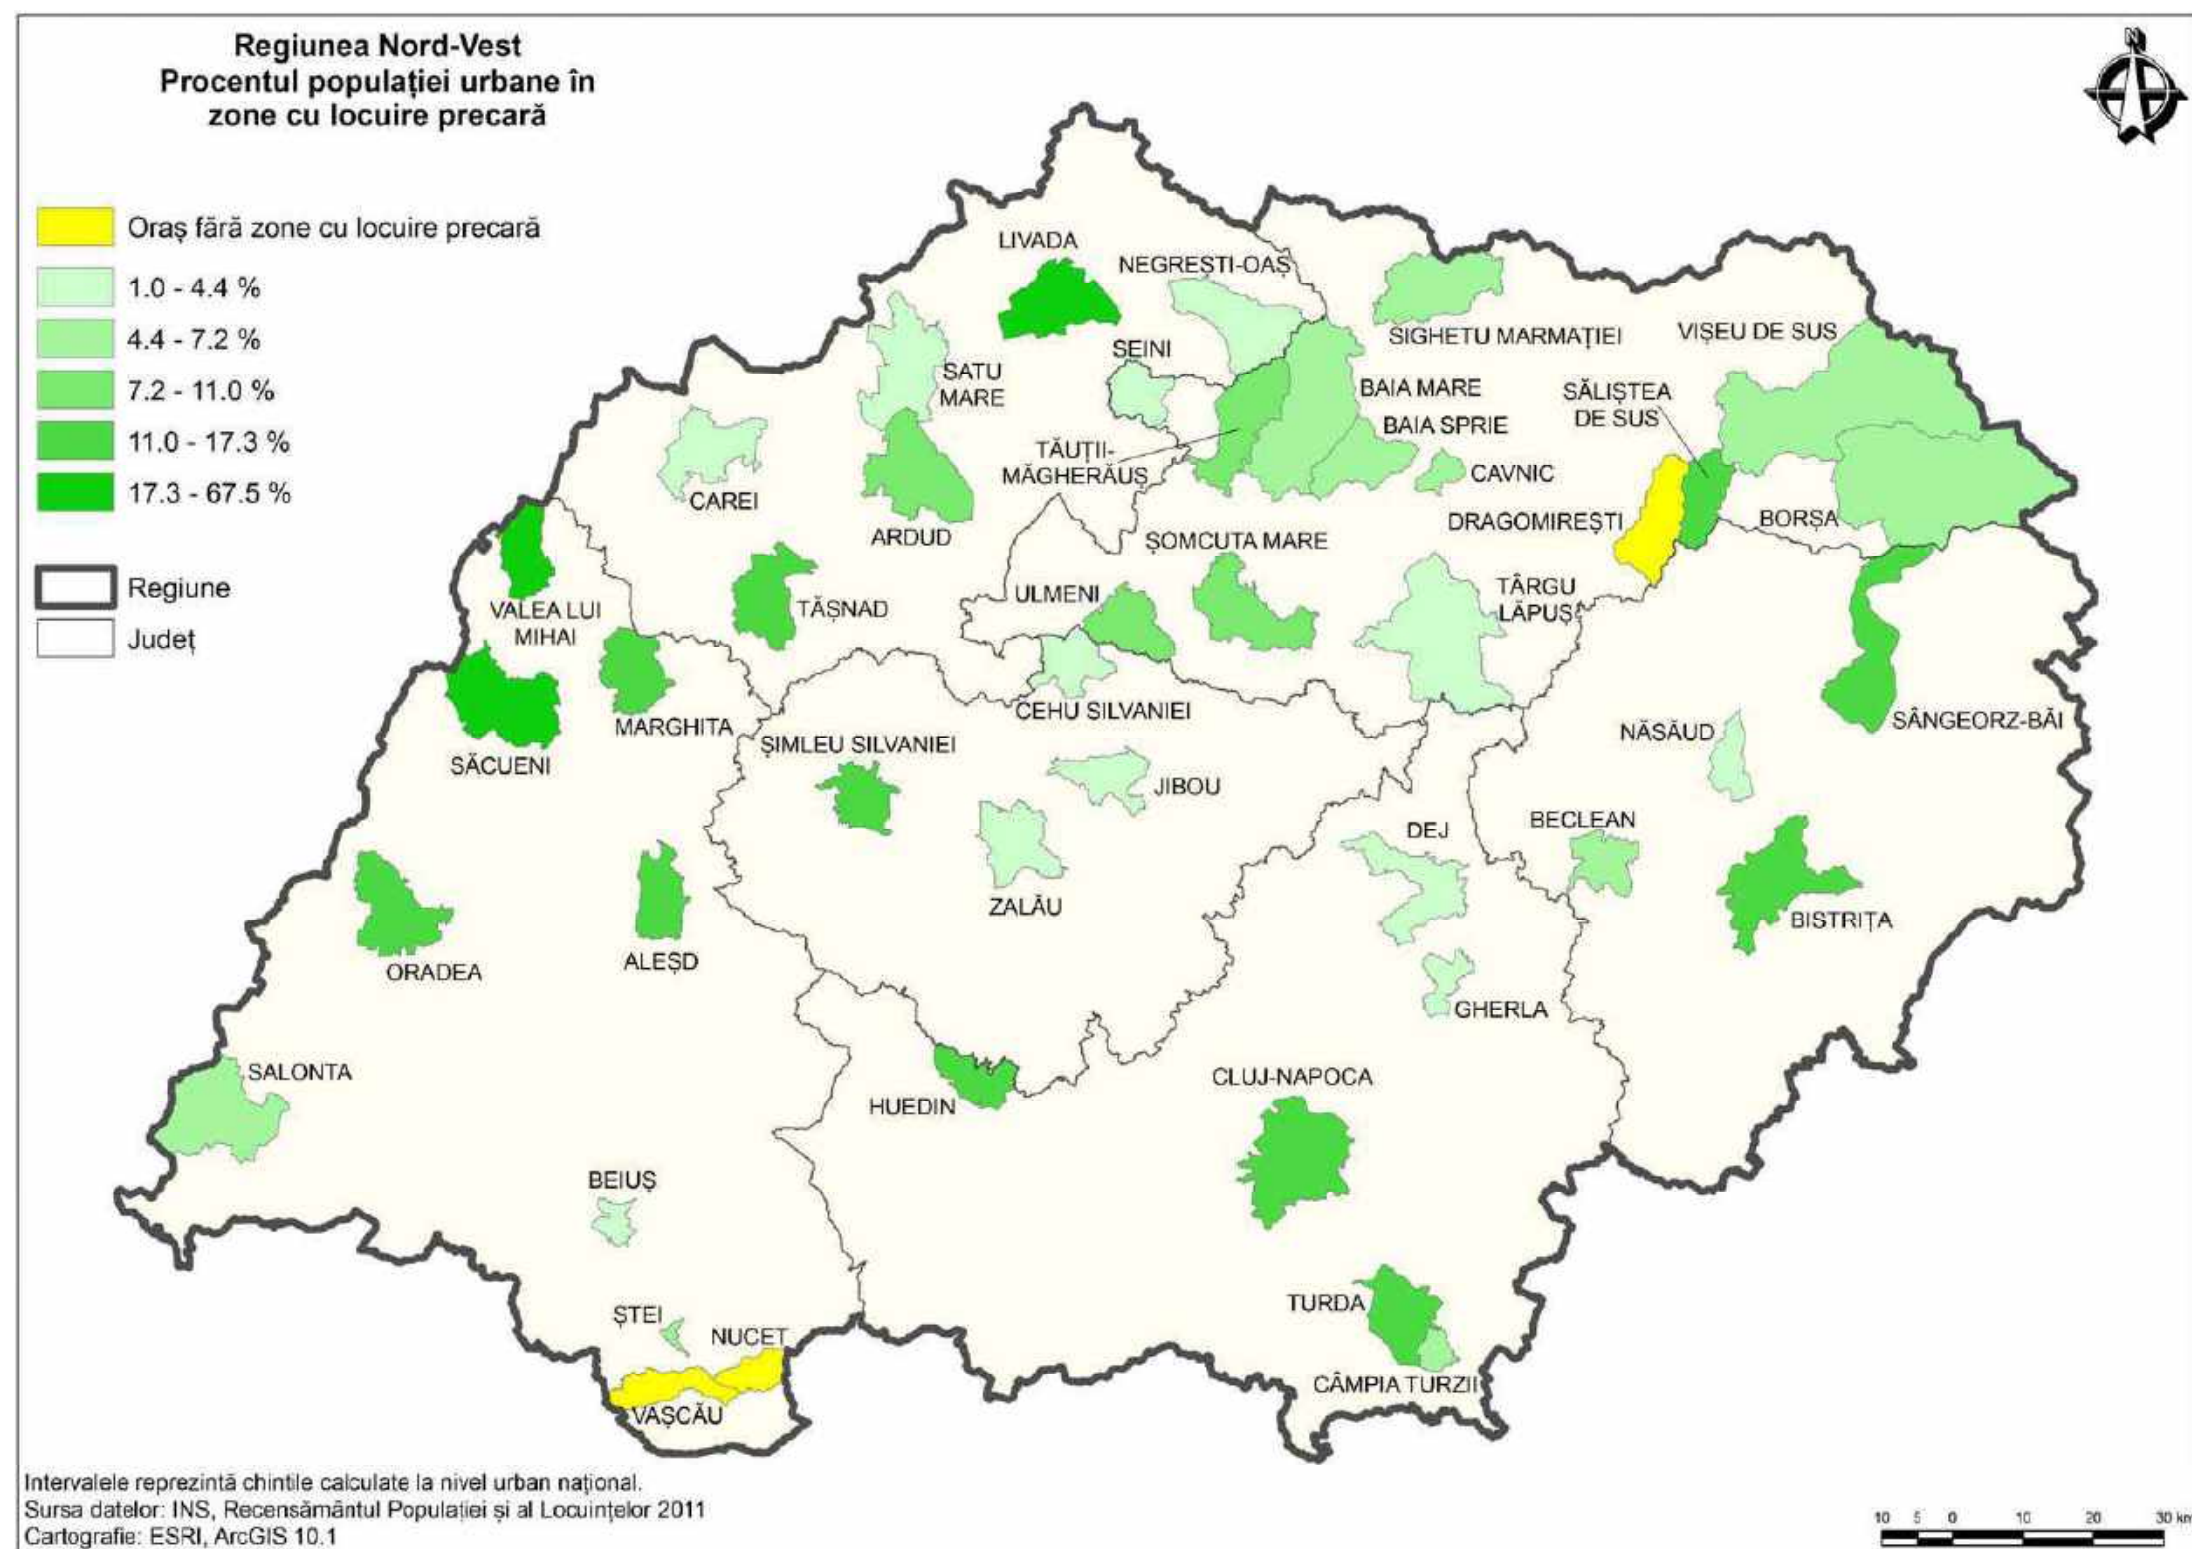 Regiunea Nord-Vest
Procentul populației urbane în
zone cu locuire precară
N
Oraș fără zone cu locuire precară
1.0 - 4.4 %
4.4 - 7.2 %
7.2 - 11.0 %
11.0 - 17.3 %
17.3 - 67.5 %
Regiune
Județ
LIVADA
NEGREȘTI-OAȘ
SIGHETU MARMAȚIEI
VIȘEU DE SUS
SEINI
SATU
MARE
BAIA MARE
SĂLIȘTEA
DE SUS
BAIA SPRIE
TĂUȚII-
MĂGHERĂUȘ
CAVNIC
CAREI
DRAGOMIREȘTI
BORȘA
ARDUD
ȘOMCUTA MARE
VALEA LUI
MIHAI
TĂȘNAD
ULMENI
TÂRGU
LĂPUȘ
MARGHITA
CEHU SILVANIEI
SÂNGEORZ-BĂI
NĂSĂUD
SĂCUENI
ȘIMLEU SILVANIEI
JIBOU
DEJ
BECLEAN
ZALĂU
BISTRIȚA
ORADEA
ALEȘD
GHERLA
SALONTA
HUEDIN
CLUJ-NAPOCA
BEIUȘ
ȘTEI
NUCET
TURDA
CÂMPIA TURZII
VAȘCĂU
Intervalele reprezintă chintile calculate la nivel urban național.
Sursa datelor: INS, Recensământul Populației și al Locuințelor 2011
Cartografie: ESRI, ArcGIS 10.1
10 5 0 10 20 30 km